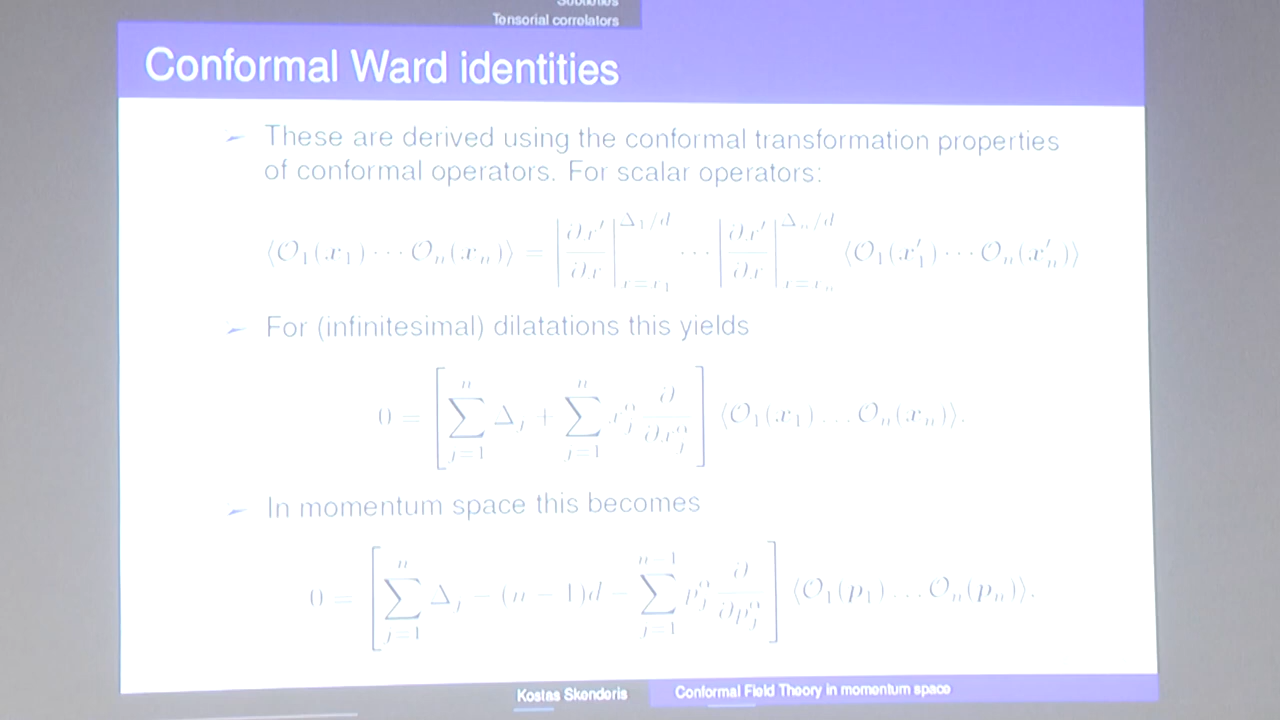 Subtleties
Tensorial correlators
Conformal Ward identities
➢ These are derived using the conformal transformation properties
of conformal operators. For scalar operators:
⟨O₁(x₁) ··· Oₙ(xₙ)⟩ = |∂x′/∂x|^{Δ₁/d}_{x=x₁} ··· |∂x′/∂x|^{Δₙ/d}_{x=xₙ} ⟨O₁(x′₁) ··· Oₙ(x′ₙ)⟩
➢ For (infinitesimal) dilatations this yields
0 = [∑_{j=1}^{n} Δ_j + ∑_{j=1}^{n} x_j^α ∂/∂x_j^α] ⟨O₁(x₁) ... Oₙ(xₙ)⟩.
➢ In momentum space this becomes
0 = [∑_{j=1}^{n} Δ_j − (n − 1)d − ∑_{j=1}^{n−1} p_j^α ∂/∂p_j^α] ⟨O₁(p₁) ... Oₙ(pₙ)⟩.
Kostas Skenderis
Conformal Field Theory in momentum space